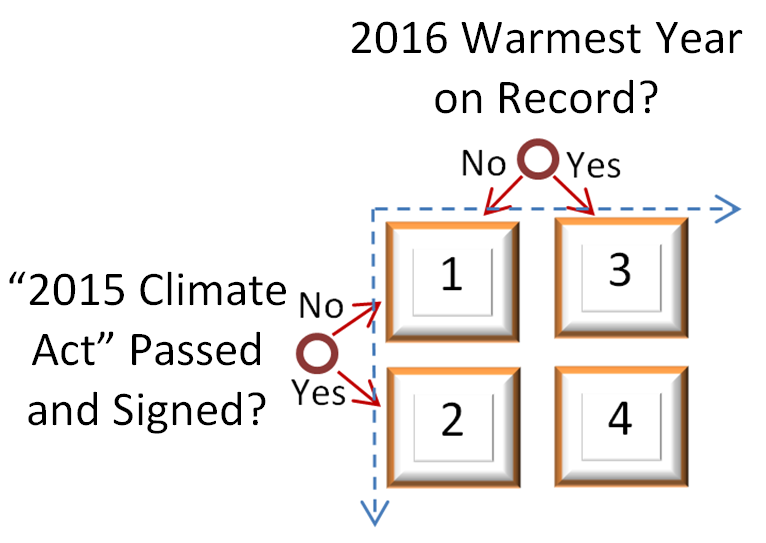 2016 Warmest Year
on Record?
No Yes
1 3
“2015 Climate
Act” Passed
and Signed?
No
Yes
2 4